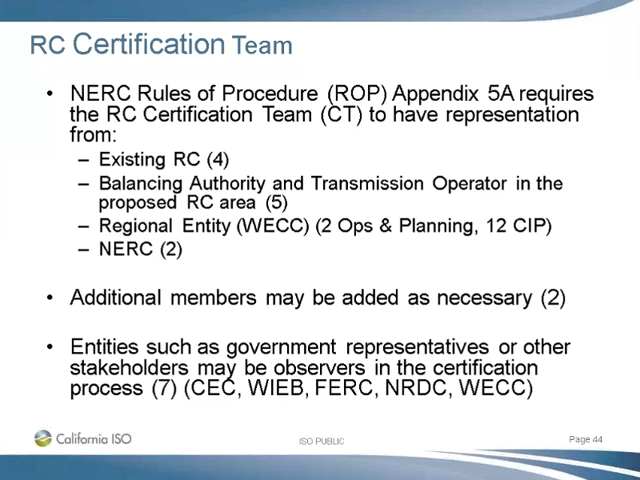 RC Certification Team
• NERC Rules of Procedure (ROP) Appendix 5A requires
the RC Certification Team (CT) to have representation
from:
– Existing RC (4)
– Balancing Authority and Transmission Operator in the
proposed RC area (5)
– Regional Entity (WECC) (2 Ops & Planning, 12 CIP)
– NERC (2)
• Additional members may be added as necessary (2)
• Entities such as government representatives or other
stakeholders may be observers in the certification
process (7) (CEC, WIEB, FERC, NRDC, WECC)
California ISO
ISO PUBLIC
Page 44